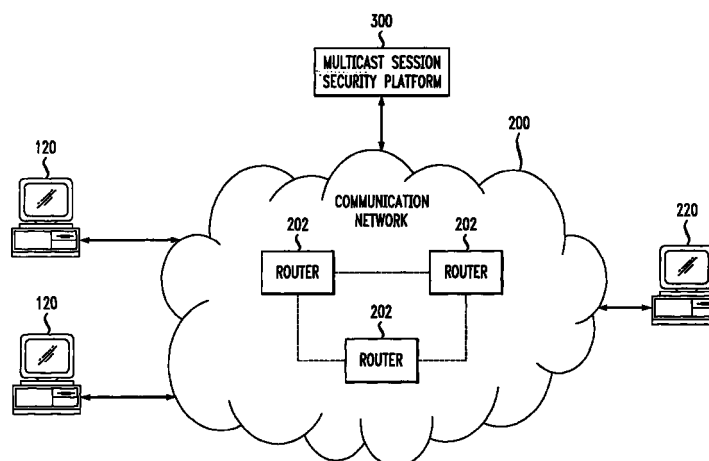 300
MULTICAST SESSION
SECURITY PLATFORM
120
200
COMMUNICATION
NETWORK
220
202
202
ROUTER
ROUTER
120
202
ROUTER